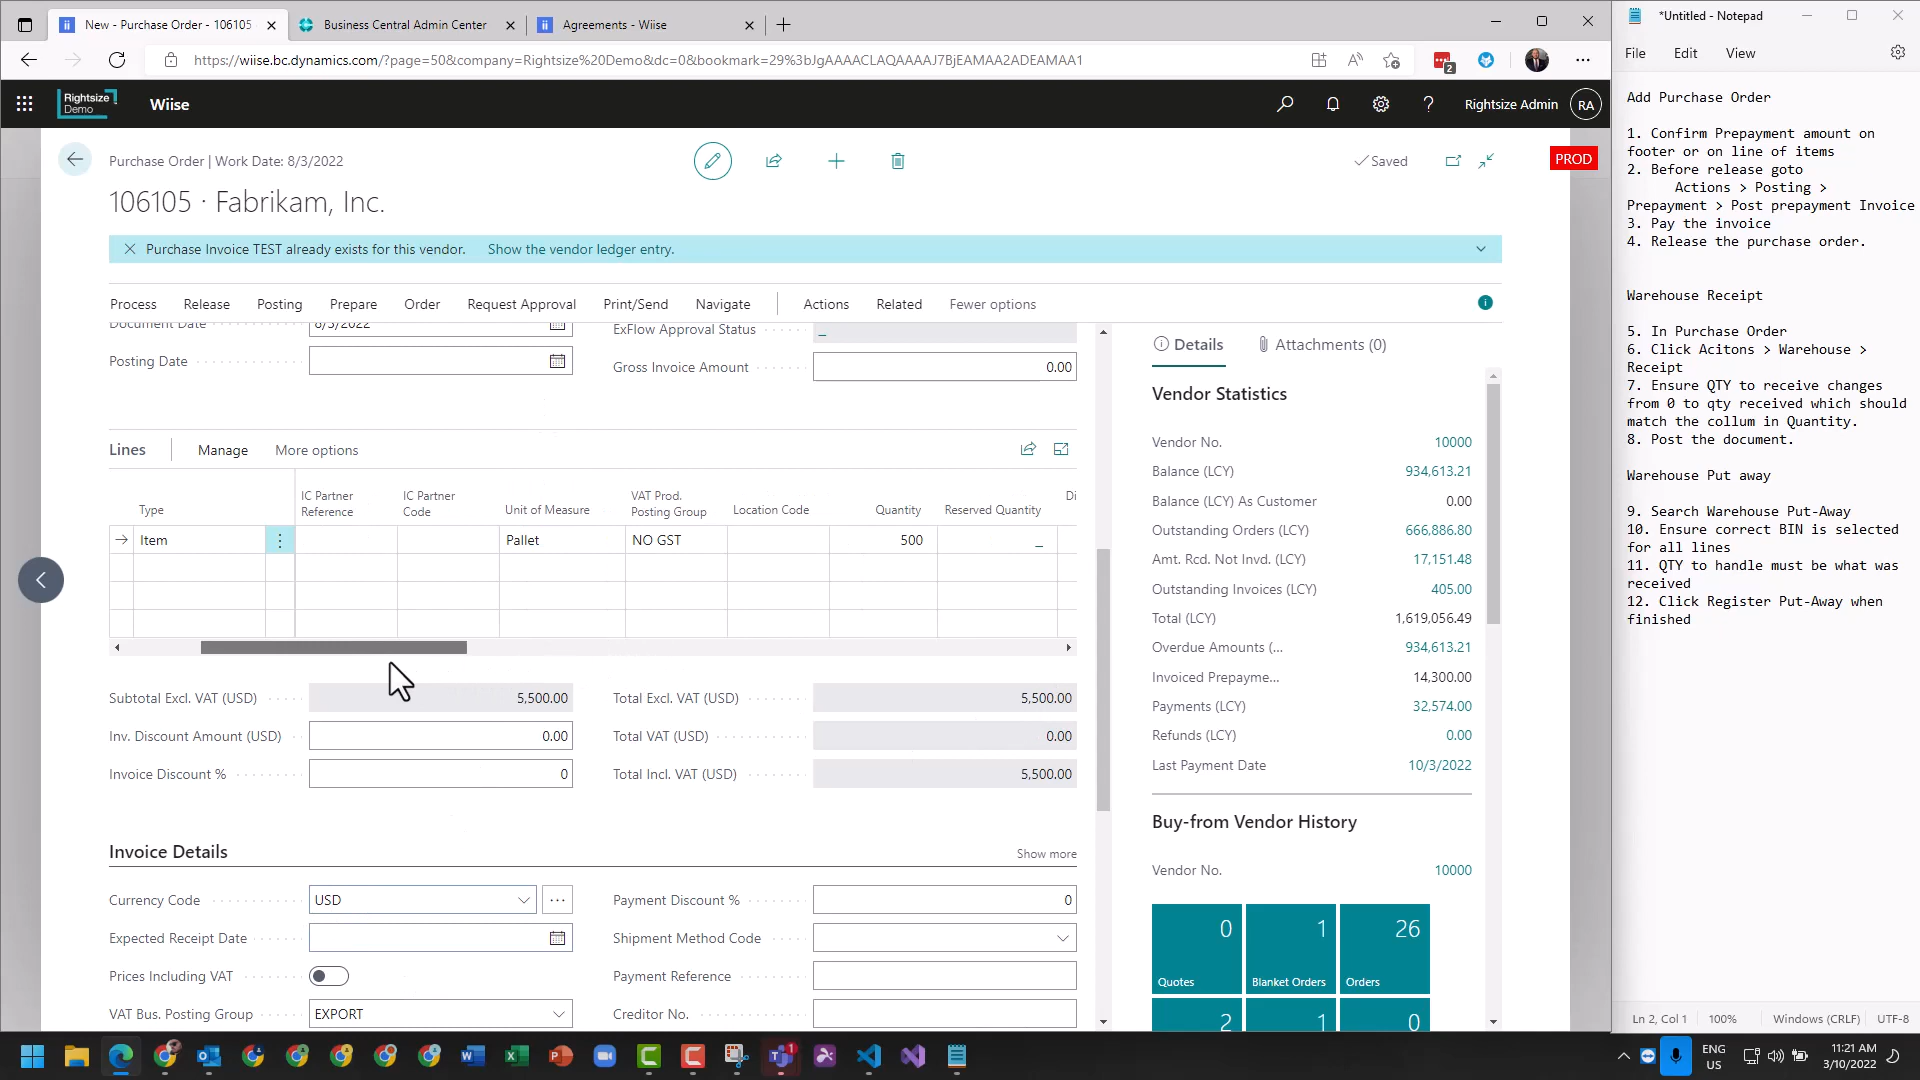 New - Purchase Order - 106105
Business Central Admin Center
Agreements - Wiise
*Untitled - Notepad
https://wiise.bc.dynamics.com/?page=50&company=Rightsize%20Demo&dc=0&bookmark=29%3bJgAAAACLAQAAAAJ7BjEAMAA2ADEAMAA1
2
File Edit View
Rightsize Demo
Wiise
Rightsize Admin
RA
Purchase Order | Work Date: 8/3/2022
Saved
PROD
106105 · Fabrikam, Inc.
Purchase Invoice TEST already exists for this vendor. Show the vendor ledger entry.
Process Release Posting Prepare Order Request Approval Print/Send Navigate Actions Related Fewer options
Document Date 8/3/2022
Posting Date
ExFlow Approval Status _
Gross Invoice Amount 0.00
Lines Manage More options
Type IC Partner Reference IC Partner Code Unit of Measure VAT Prod. Posting Group Location Code Quantity Reserved Quantity Di
Item Pallet NO GST 500 _
Subtotal Excl. VAT (USD) 5,500.00
Inv. Discount Amount (USD) 0.00
Invoice Discount % 0
Total Excl. VAT (USD) 5,500.00
Total VAT (USD) 0.00
Total Incl. VAT (USD) 5,500.00
Invoice Details
Show more
Currency Code USD
Expected Receipt Date
Prices Including VAT
VAT Bus. Posting Group EXPORT
Payment Discount % 0
Shipment Method Code
Payment Reference
Creditor No.
Details
Attachments (0)
Vendor Statistics
Vendor No. 10000
Balance (LCY) 934,613.21
Balance (LCY) As Customer 0.00
Outstanding Orders (LCY) 666,886.80
Amt. Rcd. Not Invd. (LCY) 17,151.48
Outstanding Invoices (LCY) 405.00
Total (LCY) 1,619,056.49
Overdue Amounts (... 934,613.21
Invoiced Prepayme... 14,300.00
Payments (LCY) 32,574.00
Refunds (LCY) 0.00
Last Payment Date 10/3/2022
Buy-from Vendor History
Vendor No. 10000
0 Quotes
1 Blanket Orders
26 Orders
2
1
0
Add Purchase Order
1. Confirm Prepayment amount on
footer or on line of items
2. Before release goto
Actions > Posting >
Prepayment > Post prepayment Invoice
3. Pay the invoice
4. Release the purchase order.
Warehouse Receipt
5. In Purchase Order
6. Click Acitons > Warehouse >
Receipt
7. Ensure QTY to receive changes
from 0 to qty received which should
match the collum in Quantity.
8. Post the document.
Warehouse Put away
9. Search Warehouse Put-Away
10. Ensure correct BIN is selected
for all lines
11. QTY to handle must be what was
received
12. Click Register Put-Away when
finished
Ln 2, Col 1 100% Windows (CRLF) UTF-8
1
ENG
US
11:21 AM
3/10/2022